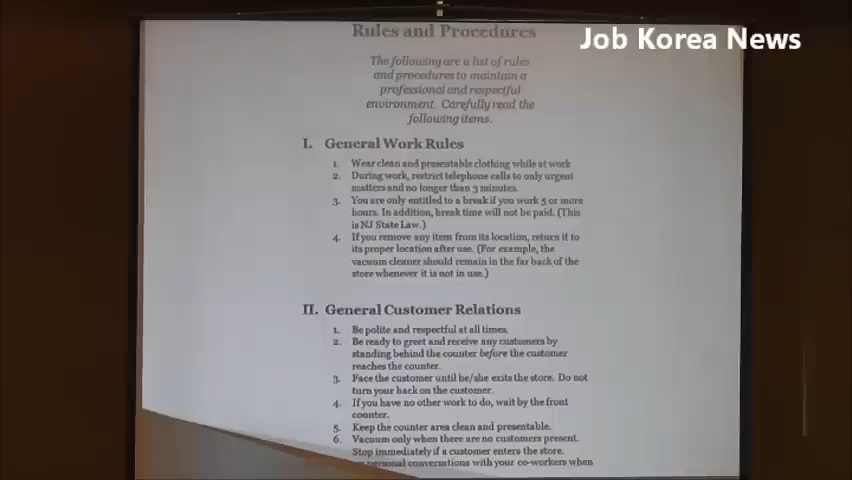 Job Korea News
Rules and Procedures
The following are a list of rules
and procedures to maintain a
professional and respectful
environment. Carefully read the
following items.
I. General Work Rules
1. Wear clean and presentable clothing while at work
2. During work, restrict telephone calls to only urgent
matters and no longer than 3 minutes.
3. You are only entitled to a break if you work 5 or more
hours. In addition, break time will not be paid. (This
is NJ State Law.)
4. If you remove any item from its location, return it to
its proper location after use. (For example, the
vacuum cleaner should remain in the far back of the
store whenever it is not in use.)
II. General Customer Relations
1. Be polite and respectful at all times.
2. Be ready to greet and receive any customers by
standing behind the counter before the customer
reaches the counter.
3. Face the customer until he/she exits the store. Do not
turn your back on the customer.
4. If you have no other work to do, wait by the front
counter.
5. Keep the counter area clean and presentable.
6. Vacuum only when there are no customers present.
Stop immediately if a customer enters the store.
personal conversations with your co-workers when